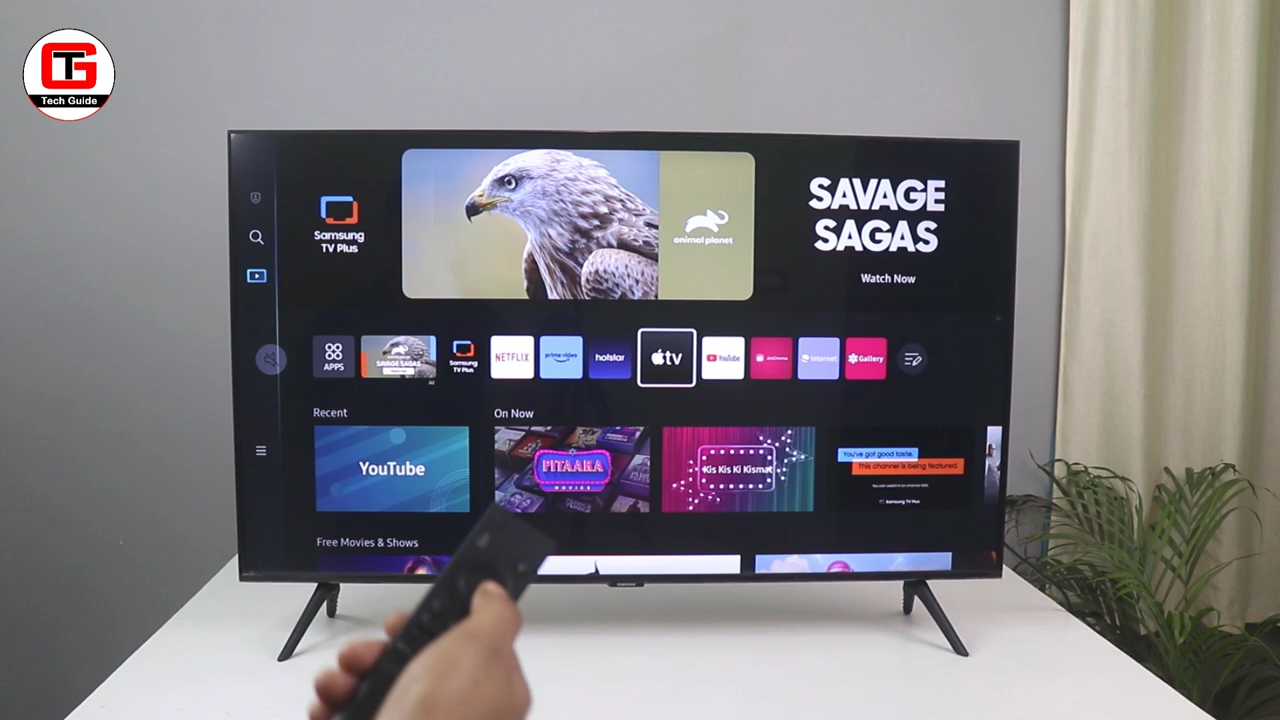 TG
Tech Guide
Samsung
TV Plus
animal planet
SAVAGE
SAGAS
Watch Now
APPS
SAVAGE SAGAS
Ad
Samsung
TV Plus
NETFLIX
prime video
hotstar
tv
YouTube
JioCinema
Internet
Gallery
Recent
On Now
YouTube
PITAARA
MOVIES
Kis Kis Ki Kismat
You've got good taste.
This channel is being featured.
Samsung TV Plus
Free Movies & Shows
SAMSUNG